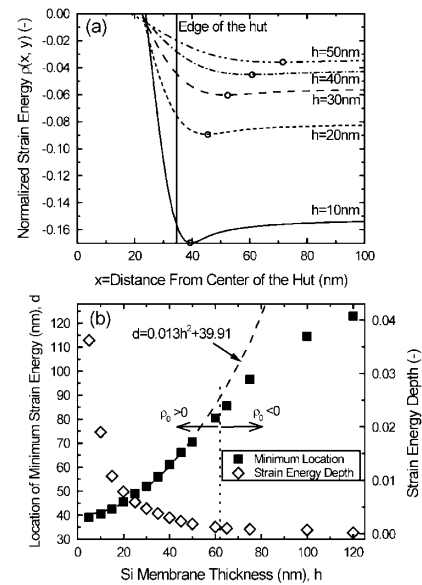 (a)
Edge of the hut
Normalized Strain Energy ρ(x, y) (-)
0.00
-0.02
-0.04
-0.06
-0.08
-0.10
-0.12
-0.14
-0.16
h=50nm
h=40nm
h=30nm
h=20nm
h=10nm
0 20 40 60 80 100
x=Distance From Center of the Hut (nm)
(b)
Location of Minimum Strain Energy (nm), d
120
110
100
90
80
70
60
50
40
30
d=0.013h²+39.91
ρ₀>0
ρ₀<0
Minimum Location
Strain Energy Depth
0.04
0.03
0.02
0.01
0.00
Strain Energy Depth (-)
0 20 40 60 80 100 120
Si Membrane Thickness (nm), h